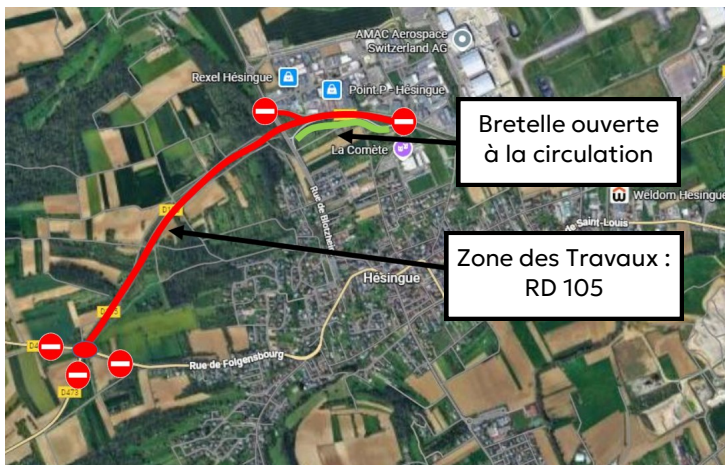 AMAC Aerospace
Switzerland AG
Rexel Hésingue
Point P - Hésingue
Bretelle ouverte
à la circulation
La Comète
Weldom Hésingue
Rue de Blotzheim
de Saint-Louis
Zone des Travaux :
RD 105
Hésingue
Rue de Folgensbourg
D473